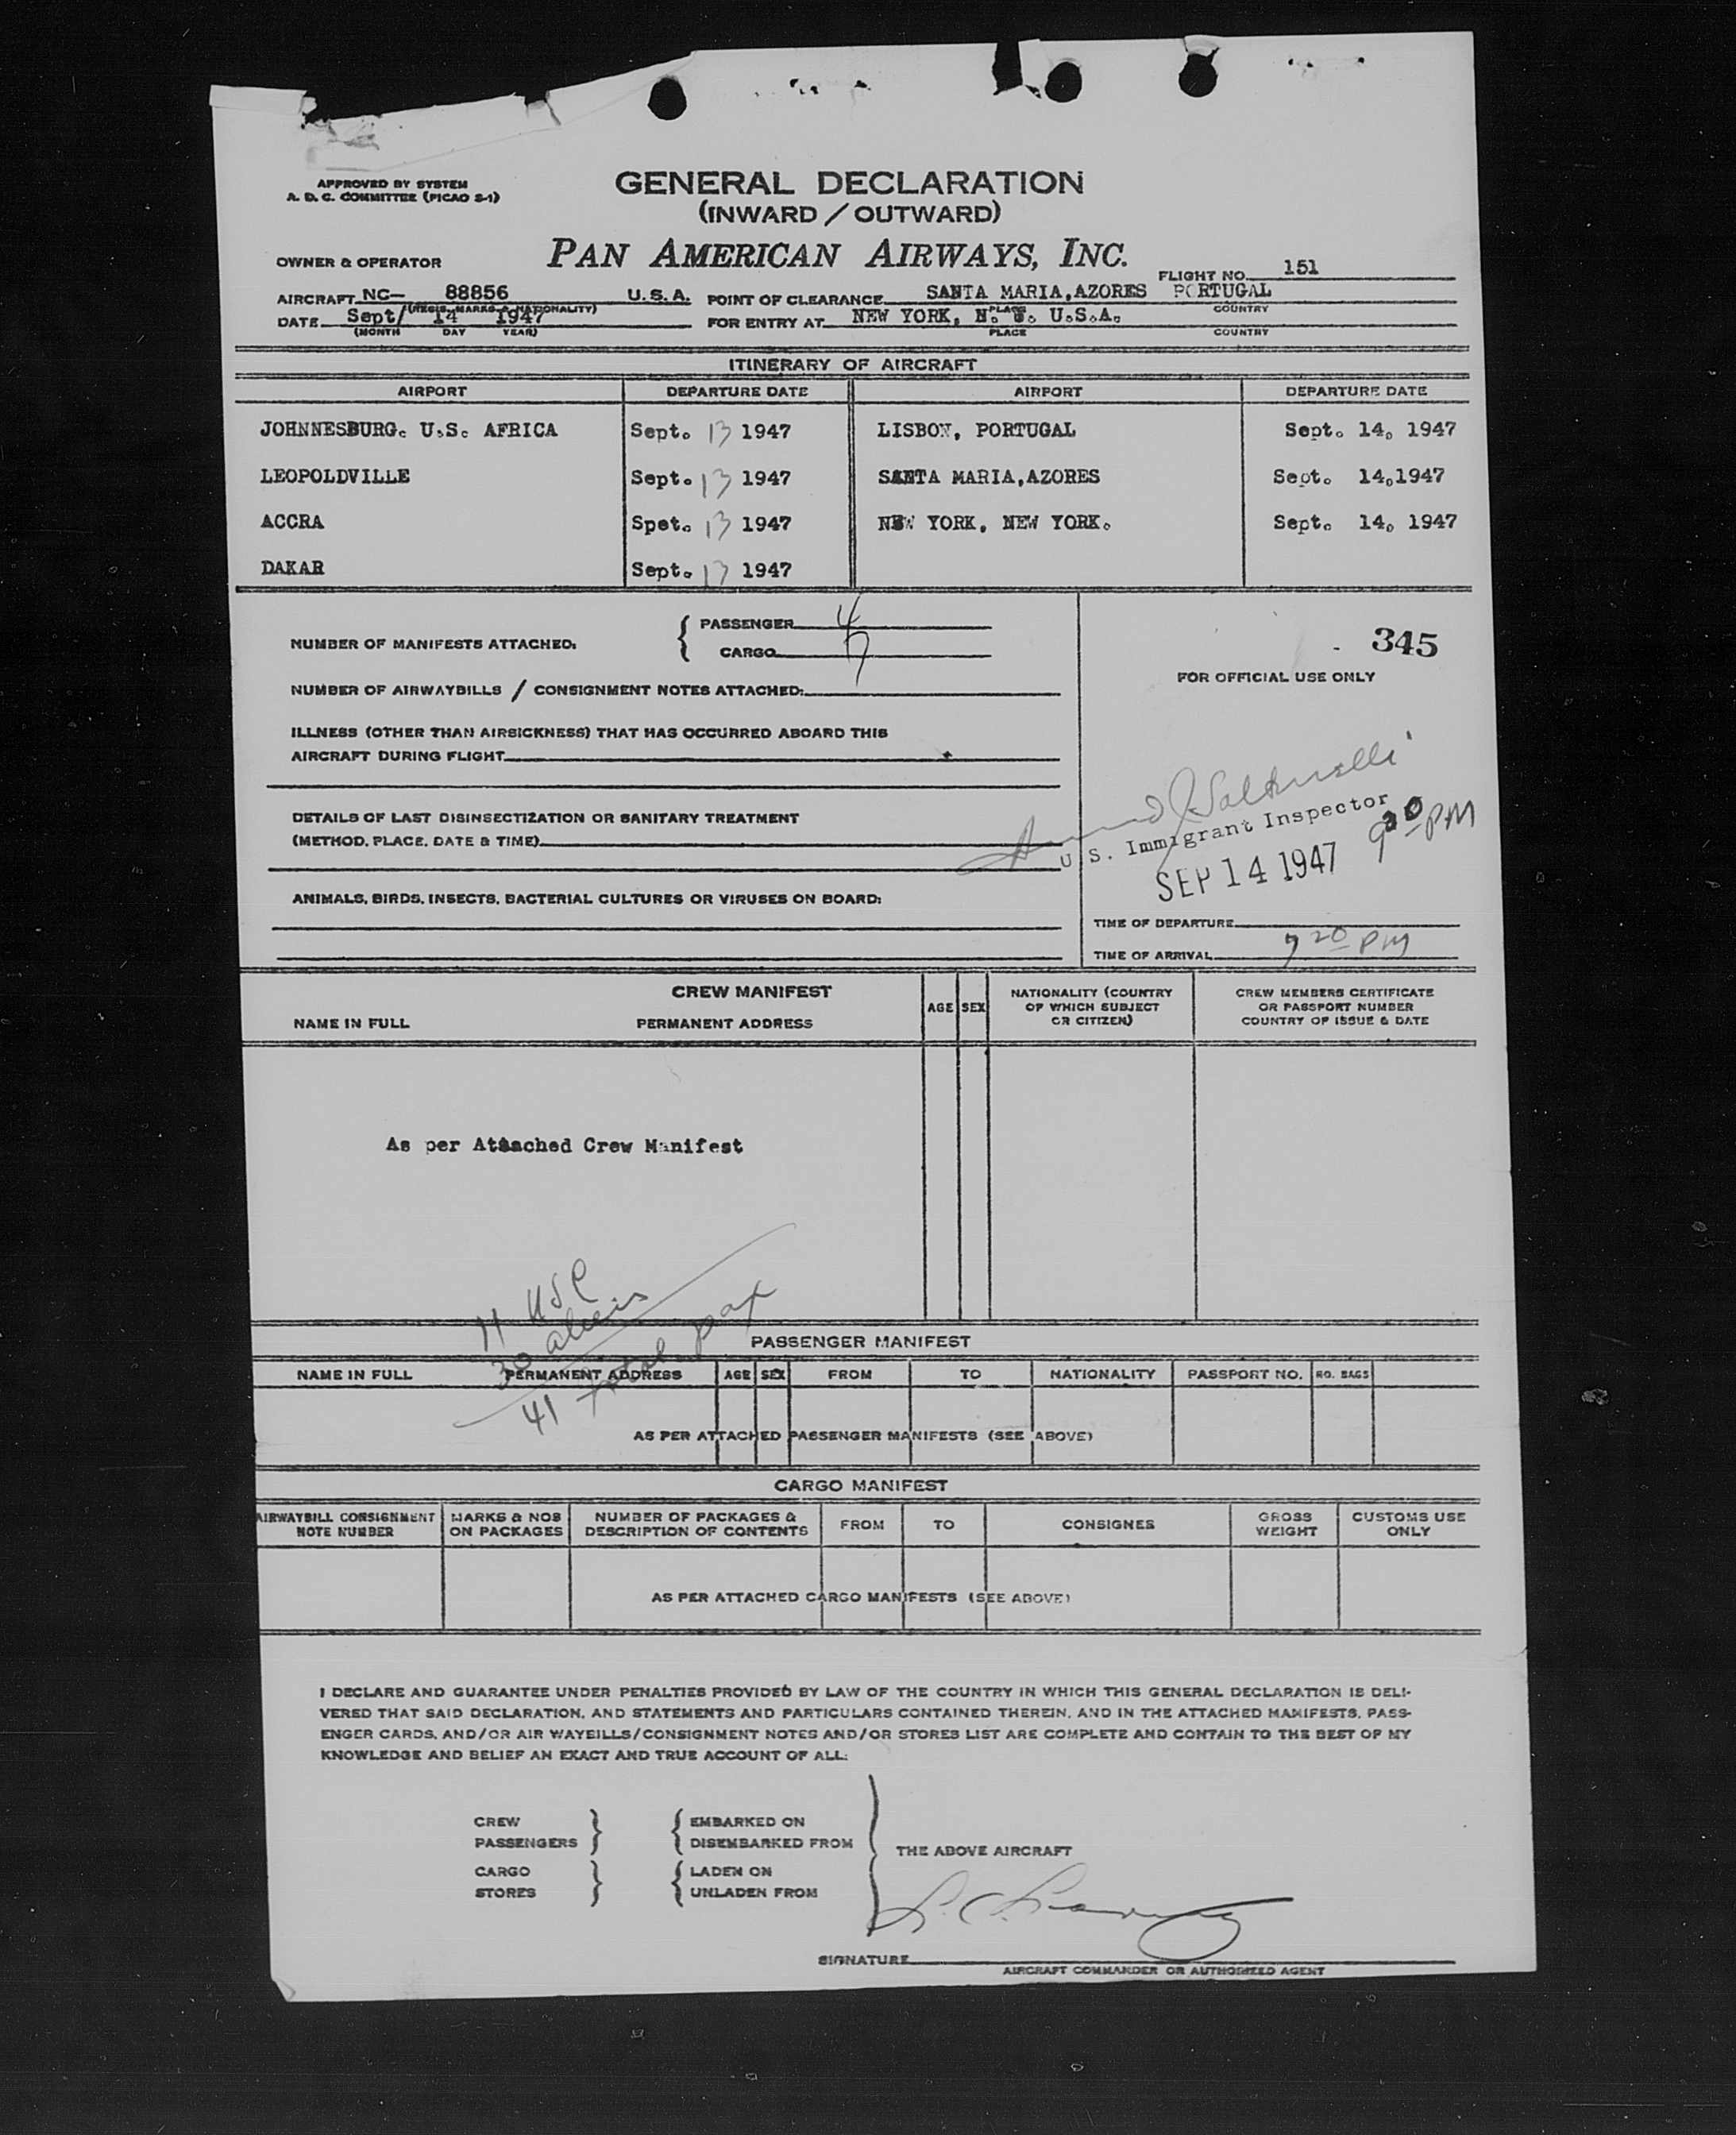 APPROVED BY SYSTEM
A. D. C. COMMITTEE (PICAO S-1)
GENERAL DECLARATION
(INWARD / OUTWARD)
OWNER & OPERATOR PAN AMERICAN AIRWAYS, INC.
FLIGHT NO. 151
AIRCRAFT NC- 88856 U.S.A. POINT OF CLEARANCE SANTA MARIA,AZORES PORTUGAL
(REGIS. MARKS & NATIONALITY) PLACE COUNTRY
DATE Sept/ 14 1947 FOR ENTRY AT NEW YORK, N. U.S.A.
(MONTH DAY YEAR) PLACE COUNTRY
ITINERARY OF AIRCRAFT
AIRPORT DEPARTURE DATE AIRPORT DEPARTURE DATE
JOHNNESBURG. U.S. AFRICA Sept. 13 1947 LISBON, PORTUGAL Sept. 14, 1947
LEOPOLDVILLE Sept. 13 1947 SANTA MARIA,AZORES Sept. 14,1947
ACCRA Spet. 13 1947 NEW YORK, NEW YORK. Sept. 14, 1947
DAKAR Sept. 13 1947
NUMBER OF MANIFESTS ATTACHED: PASSENGER 4
CARGO 7
345
FOR OFFICIAL USE ONLY
NUMBER OF AIRWAYBILLS / CONSIGNMENT NOTES ATTACHED:
ILLNESS (OTHER THAN AIRSICKNESS) THAT HAS OCCURRED ABOARD THIS
AIRCRAFT DURING FLIGHT
DETAILS OF LAST DISINSECTIZATION OR SANITARY TREATMENT
(METHOD, PLACE, DATE & TIME)
U.S. Immigrant Inspector
SEP 14 1947 9 30 PM
ANIMALS, BIRDS, INSECTS, BACTERIAL CULTURES OR VIRUSES ON BOARD:
TIME OF DEPARTURE
TIME OF ARRIVAL 9 20 PM
CREW MANIFEST
NAME IN FULL PERMANENT ADDRESS AGE SEX NATIONALITY (COUNTRY OF WHICH SUBJECT OR CITIZEN) CREW MEMBERS CERTIFICATE OR PASSPORT NUMBER COUNTRY OF ISSUE & DATE
As per Attached Crew Manifest
11 USC
30 aliens
41 total pax
PASSENGER MANIFEST
NAME IN FULL PERMANENT ADDRESS AGE SEX FROM TO NATIONALITY PASSPORT NO. NO. BAGS
AS PER ATTACHED PASSENGER MANIFESTS (SEE ABOVE)
CARGO MANIFEST
AIRWAYBILL CONSIGNMENT NOTE NUMBER MARKS & NOS ON PACKAGES NUMBER OF PACKAGES & DESCRIPTION OF CONTENTS FROM TO CONSIGNEE GROSS WEIGHT CUSTOMS USE ONLY
AS PER ATTACHED CARGO MANIFESTS (SEE ABOVE)
I DECLARE AND GUARANTEE UNDER PENALTIES PROVIDED BY LAW OF THE COUNTRY IN WHICH THIS GENERAL DECLARATION IS DELI-
VERED THAT SAID DECLARATION, AND STATEMENTS AND PARTICULARS CONTAINED THEREIN, AND IN THE ATTACHED MANIFESTS, PASS-
ENGER CARDS, AND/OR AIR WAYBILLS/CONSIGNMENT NOTES AND/OR STORES LIST ARE COMPLETE AND CONTAIN TO THE BEST OF MY
KNOWLEDGE AND BELIEF AN EXACT AND TRUE ACCOUNT OF ALL:
CREW EMBARKED ON
PASSENGERS DISEMBARKED FROM
THE ABOVE AIRCRAFT
CARGO LADEN ON
STORES UNLADEN FROM
SIGNATURE
AIRCRAFT COMMANDER OR AUTHORIZED AGENT